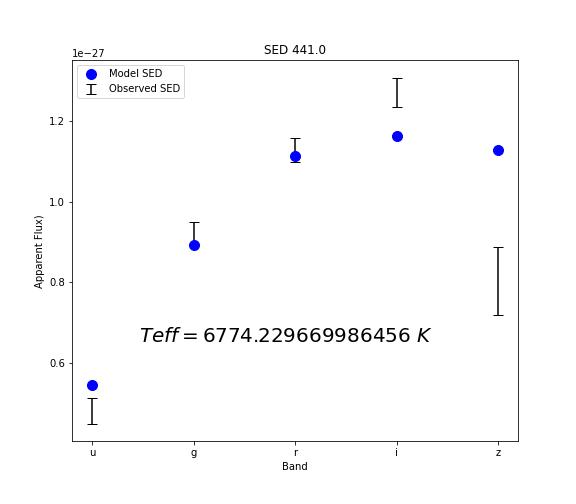 SED 441.0
1e−27
Model SED
Observed SED
1.2
1.0
0.8
0.6
Apparent Flux)
Teff = 6774.229669986456 K
u g r i z
Band